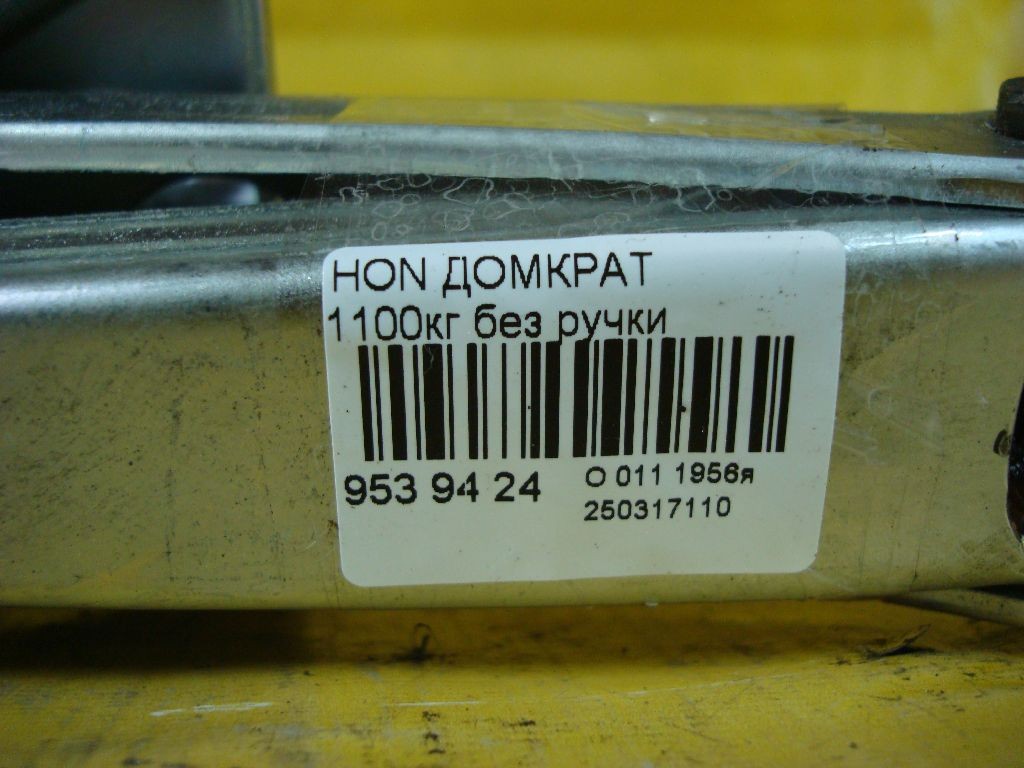 HON ДОМКРАТ
1100кг без ручки
953 94 24
О 011 1956я
250317110